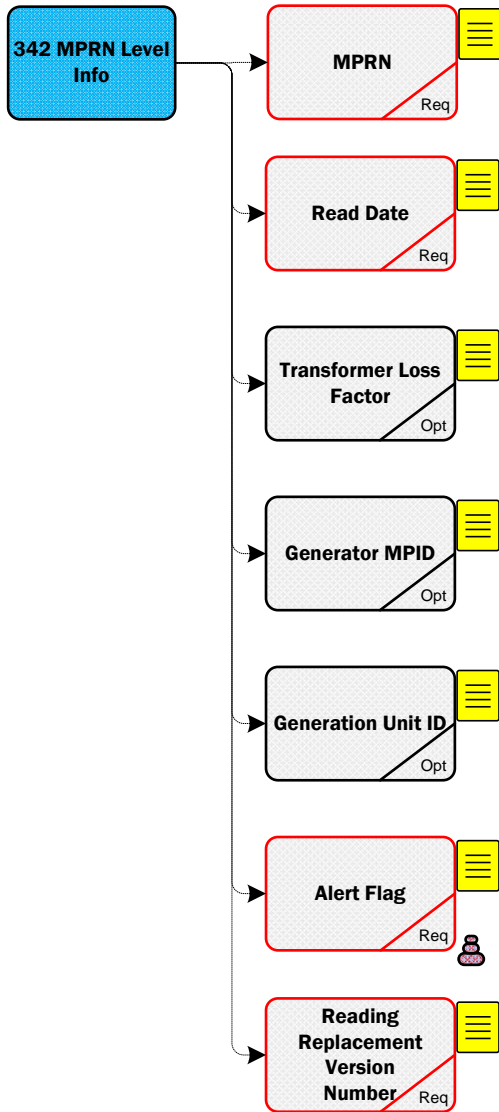 342 MPRN Level
Info
MPRN
Req
Read Date
Req
Transformer Loss
Factor
Opt
Generator MPID
Opt
Generation Unit ID
Opt
Alert Flag
Req
Reading
Replacement
Version
Number
Req